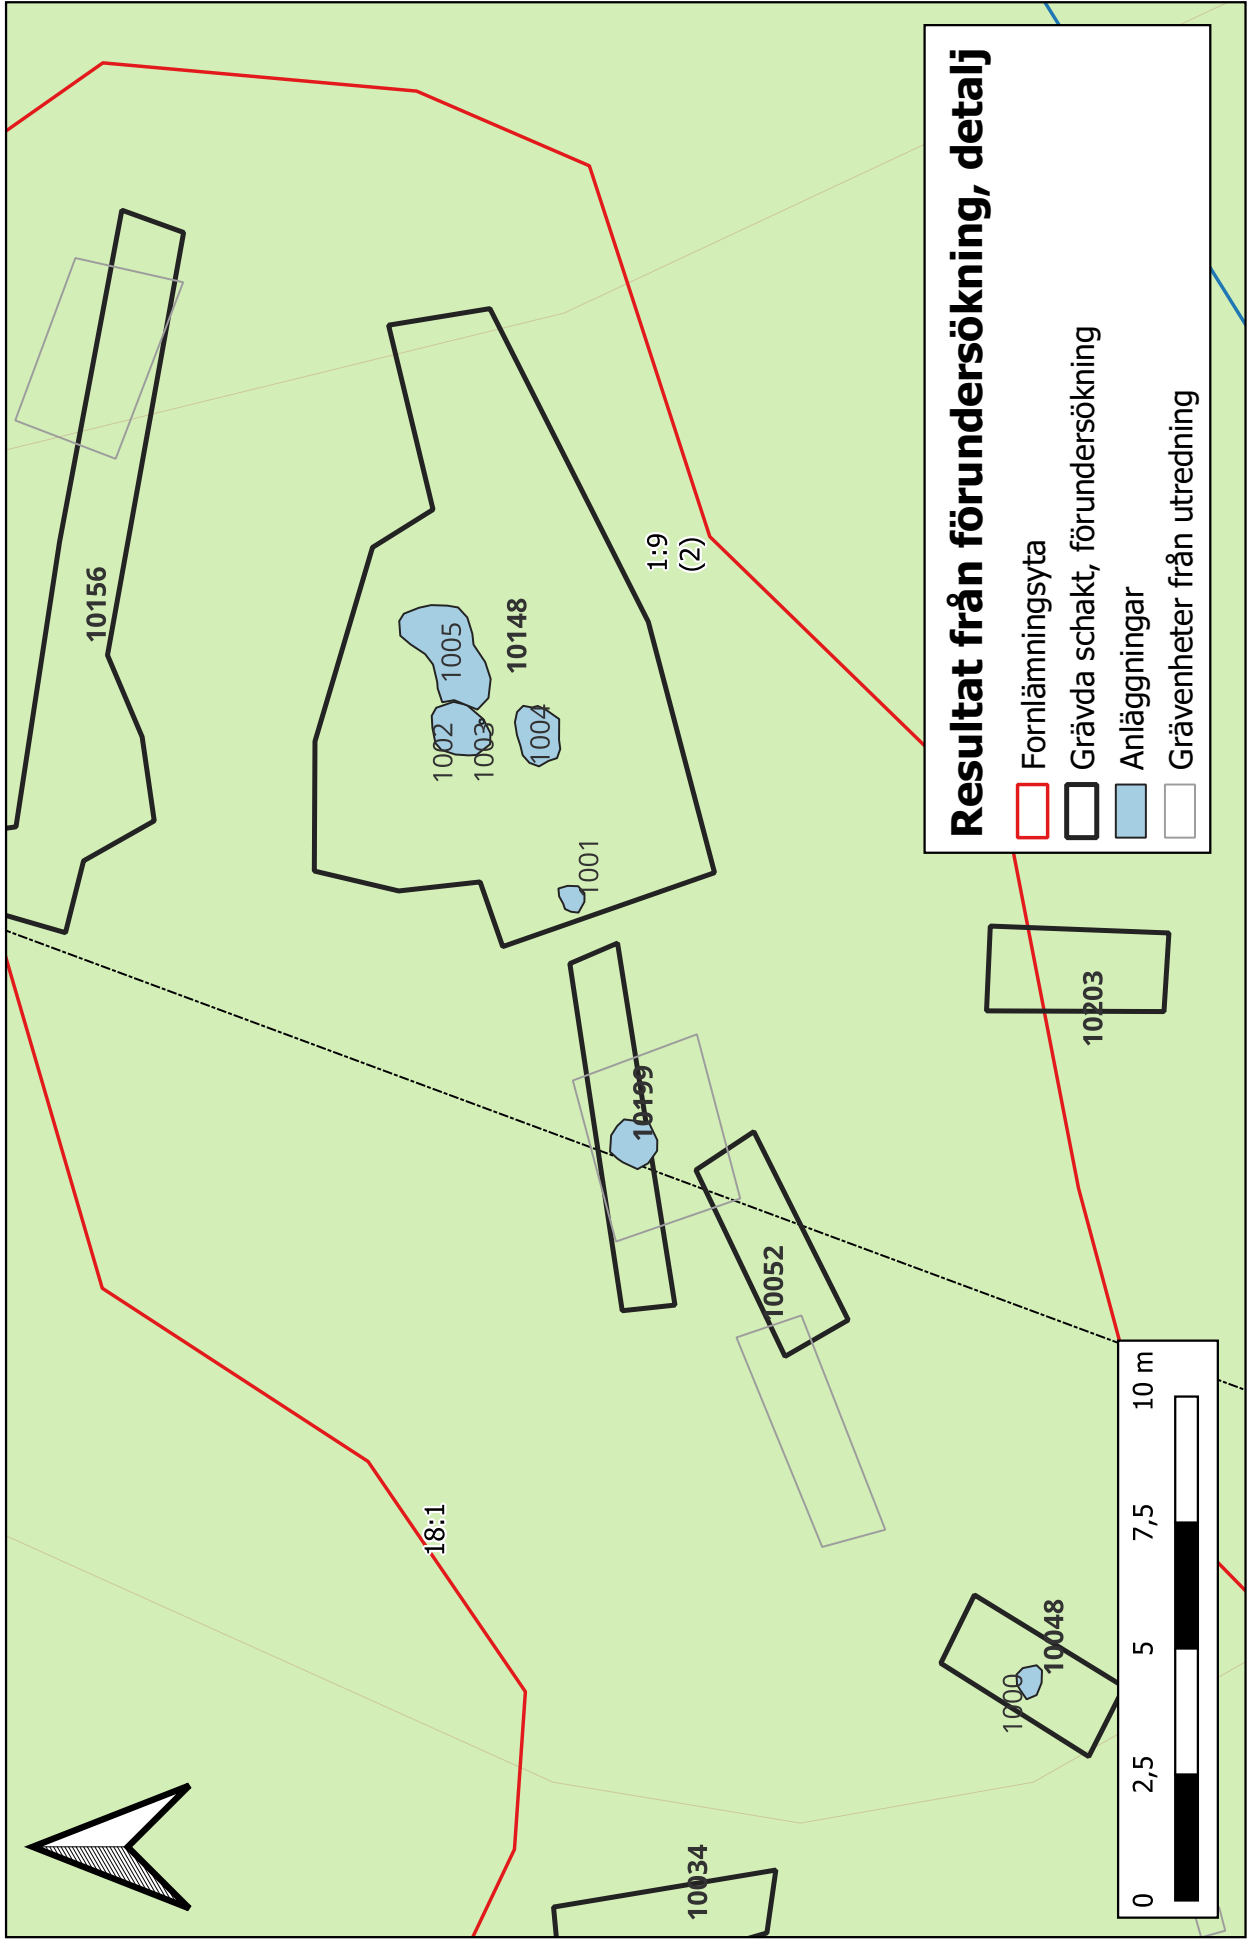 10156
10148
1005
1002
1003
1004
1001
1:9
(2)
10199
10052
10203
18:1
10048
1000
10034
Resultat från förundersökning, detalj
Fornlämningsyta
Grävda schakt, förundersökning
Anläggningar
Grävenheter från utredning
0 2,5 5 7,5 10 m